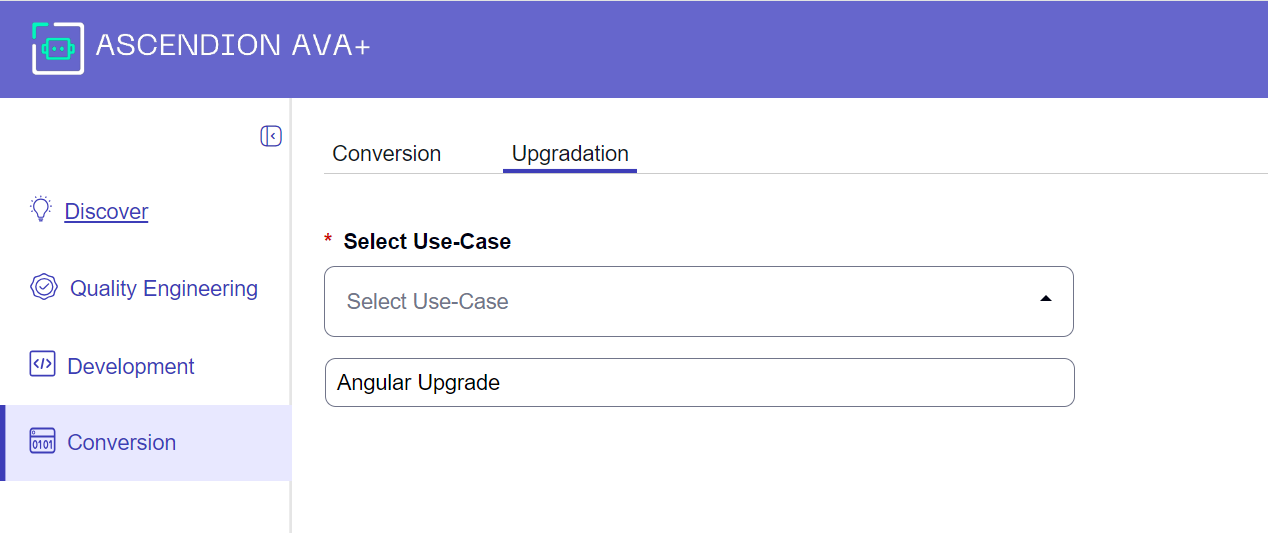 ASCENDION AVA+
Conversion
Upgradation
Discover
* Select Use-Case
Quality Engineering
Select Use-Case
Development
Angular Upgrade
0101 Conversion